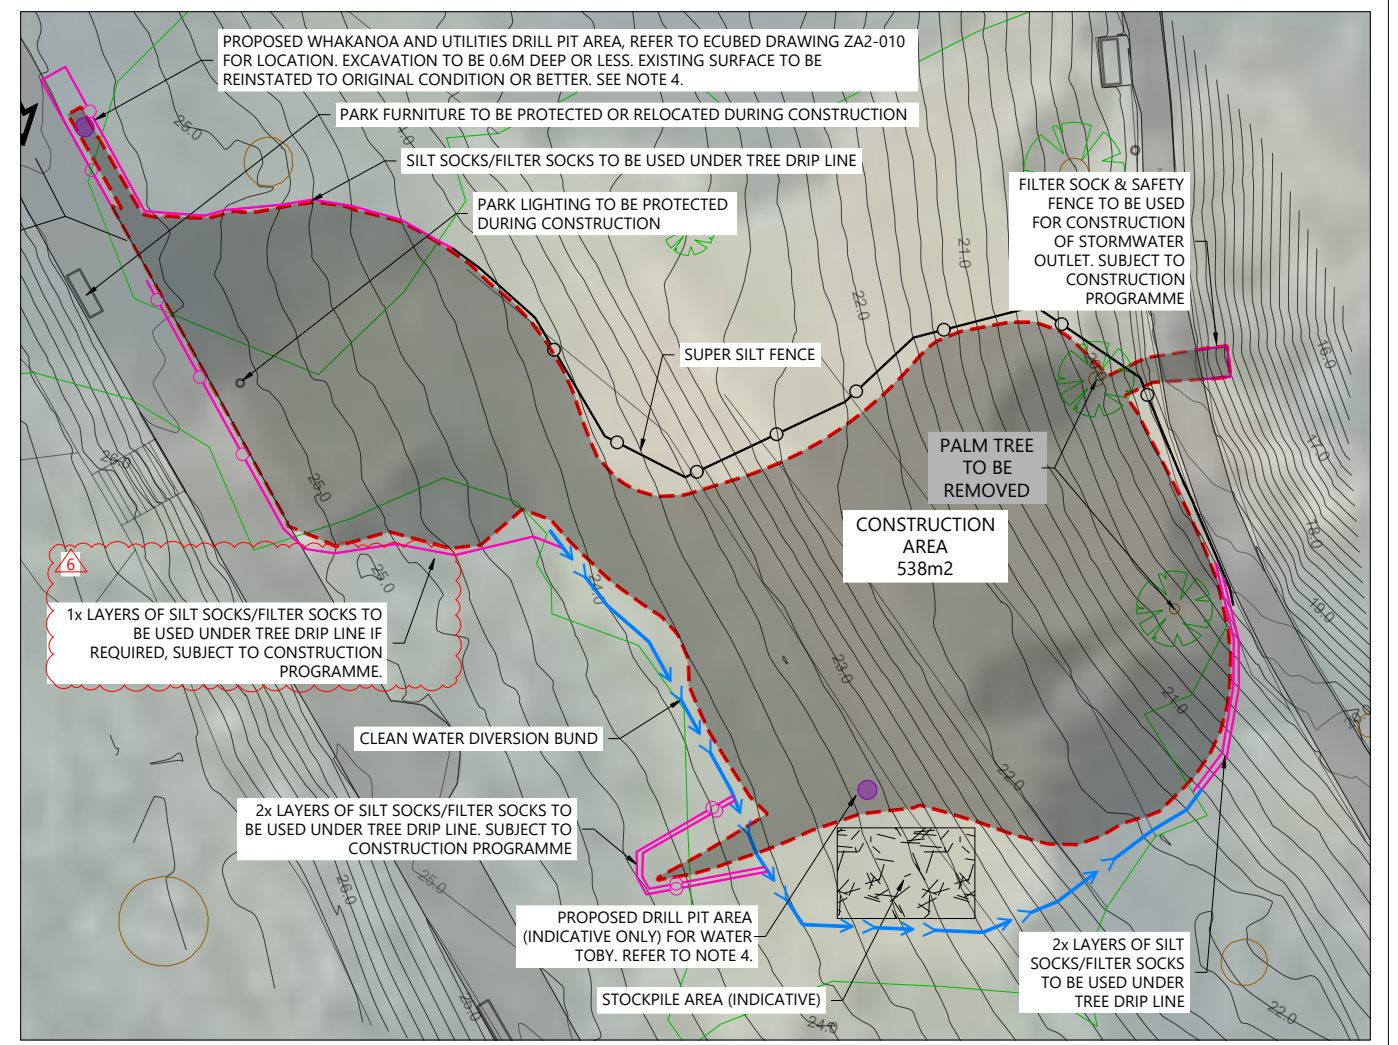 PROPOSED WHAKANOA AND UTILITIES DRILL PIT AREA, REFER TO ECUBED DRAWING ZA2-010
FOR LOCATION. EXCAVATION TO BE 0.6M DEEP OR LESS. EXISTING SURFACE TO BE
REINSTATED TO ORIGINAL CONDITION OR BETTER. SEE NOTE 4.
PARK FURNITURE TO BE PROTECTED OR RELOCATED DURING CONSTRUCTION
25.0
SILT SOCKS/FILTER SOCKS TO BE USED UNDER TREE DRIP LINE
PARK LIGHTING TO BE PROTECTED
DURING CONSTRUCTION
FILTER SOCK & SAFETY
FENCE TO BE USED
FOR CONSTRUCTION
OF STORMWATER
OUTLET. SUBJECT TO
CONSTRUCTION
PROGRAMME
21.0
22.0
16.0
SUPER SILT FENCE
20.0
17.0
PALM TREE
TO BE
REMOVED
26.0
25.0
CONSTRUCTION
AREA
538m2
18.0
6
25.0
24.0
19.0
1x LAYERS OF SILT SOCKS/FILTER SOCKS TO
BE USED UNDER TREE DRIP LINE IF
REQUIRED, SUBJECT TO CONSTRUCTION
PROGRAMME.
23.0
21.0
CLEAN WATER DIVERSION BUND
22.0
2x LAYERS OF SILT SOCKS/FILTER SOCKS TO
BE USED UNDER TREE DRIP LINE. SUBJECT TO
CONSTRUCTION PROGRAMME
26.0
25.0
PROPOSED DRILL PIT AREA
(INDICATIVE ONLY) FOR WATER
TOBY. REFER TO NOTE 4.
2x LAYERS OF SILT
SOCKS/FILTER SOCKS
TO BE USED UNDER
TREE DRIP LINE
STOCKPILE AREA (INDICATIVE)
26.0
24.0
22.0